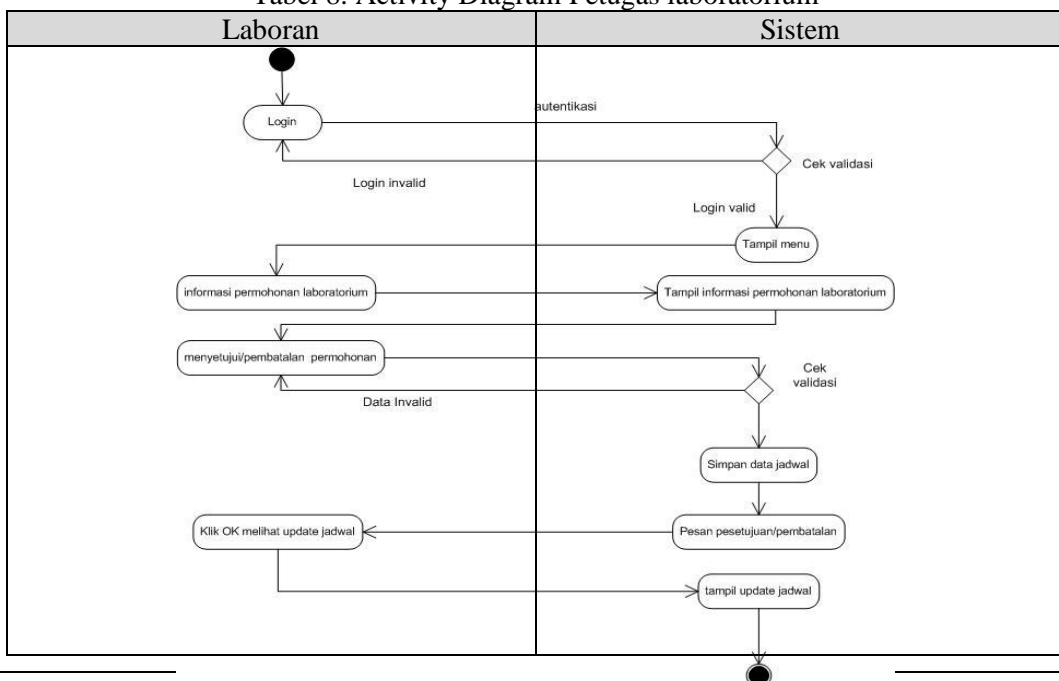 Tabel 8. Activity Diagram Petugas laboratorium
Laboran
Sistem
autentikasi
Login
Cek validasi
Login invalid
Login valid
Tampil menu
informasi permohonan laboratorium
Tampil informasi permohonan laboratorium
menyetujui/pembatalan permohonan
Cek
validasi
Data Invalid
Simpan data jadwal
Klik OK melihat update jadwal
Pesan pesetujuan/pembatalan
tampil update jadwal